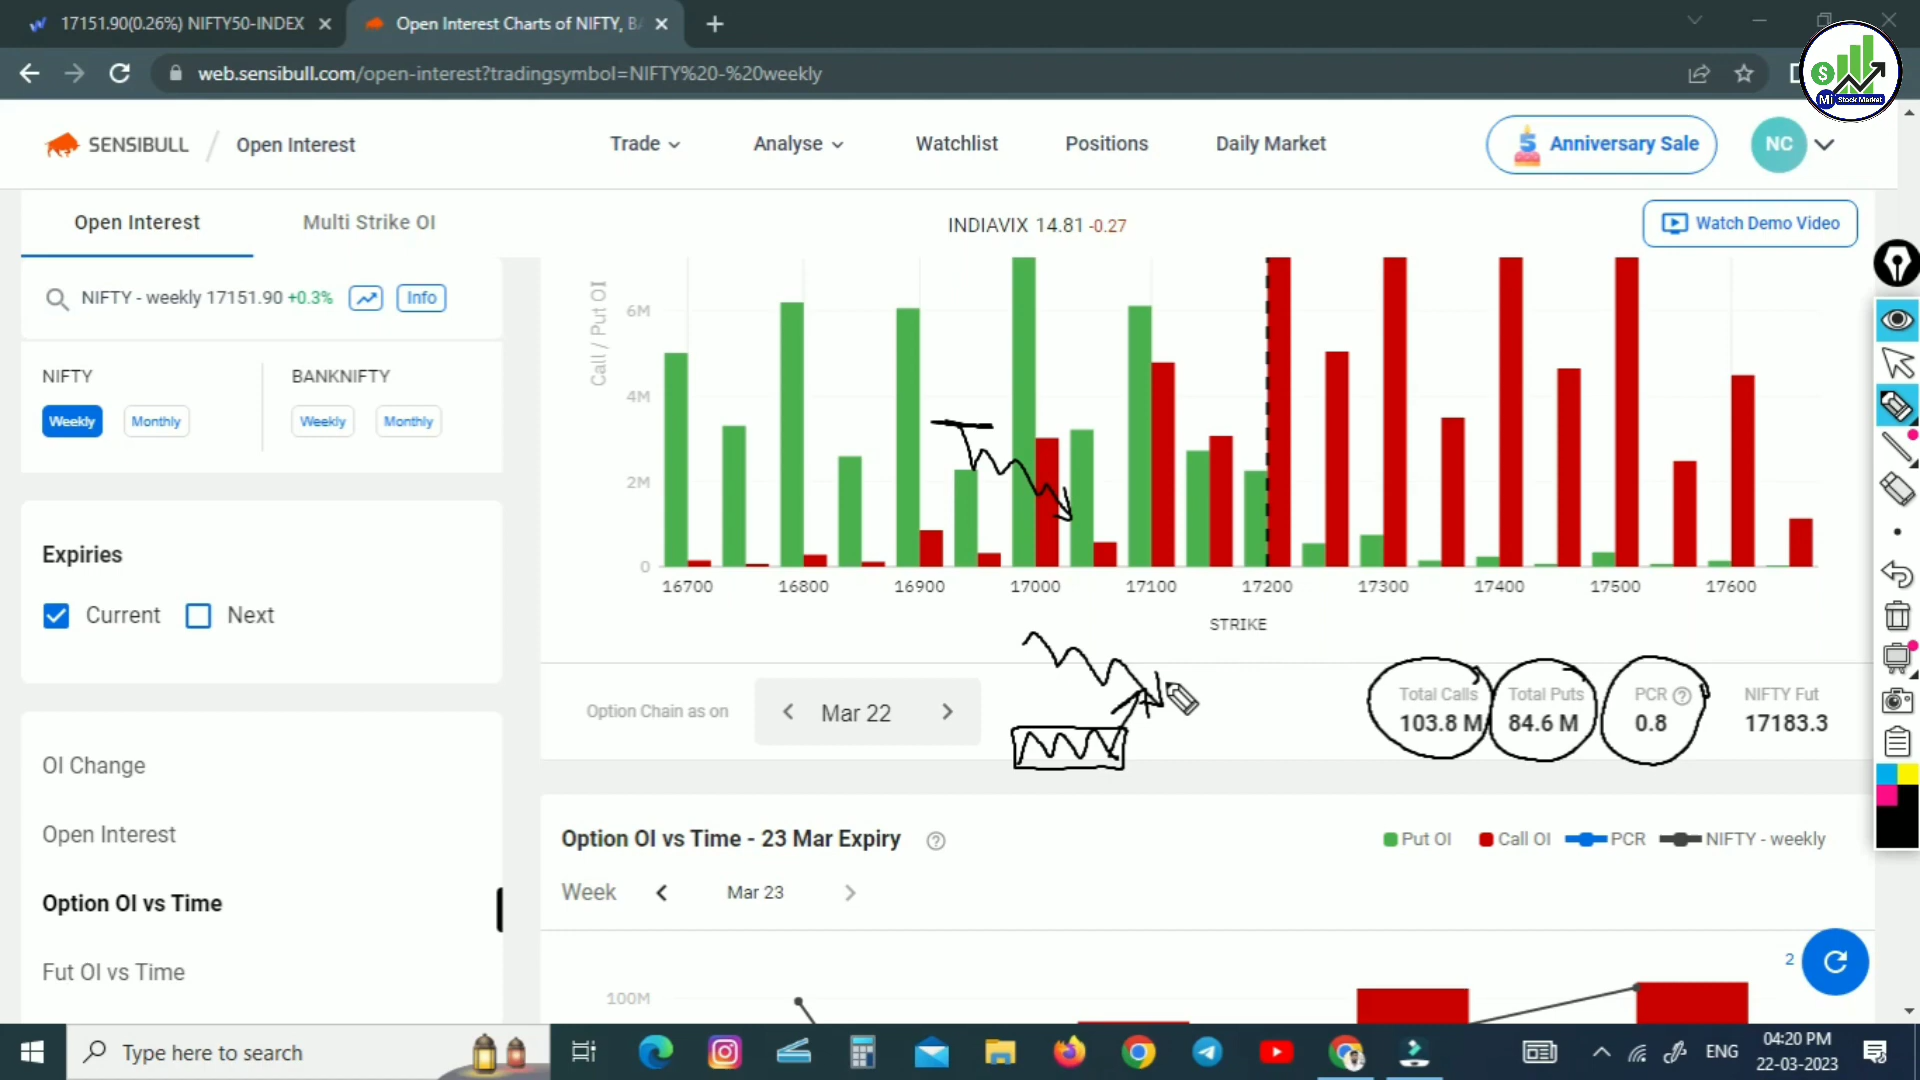 17151.90(0.26%) NIFTY50-INDEX
Open Interest Charts of NIFTY, BA
web.sensibull.com/open-interest?tradingsymbol=NIFTY%20-%20weekly
$
Mi Stock Market
SENSIBULL / Open Interest
Trade
Analyse
Watchlist
Positions
Daily Market
5 Anniversary Sale
NC
Open Interest
Multi Strike OI
INDIAVIX 14.81 -0.27
Watch Demo Video
NIFTY - weekly 17151.90 +0.3%
Info
NIFTY
Weekly
Monthly
BANKNIFTY
Weekly
Monthly
Expiries
Current
Next
OI Change
Open Interest
Option OI vs Time
Fut OI vs Time
Call / Put OI
6M
4M
2M
0
16700 16800 16900 17000 17100 17200 17300 17400 17500 17600
STRIKE
Option Chain as on
Mar 22
Total Calls
103.8 M
Total Puts
84.6 M
PCR
0.8
NIFTY Fut
17183.3
Option OI vs Time - 23 Mar Expiry
Put OI Call OI PCR NIFTY - weekly
Week
Mar 23
100M
2
Type here to search
ENG
04:20 PM
22-03-2023